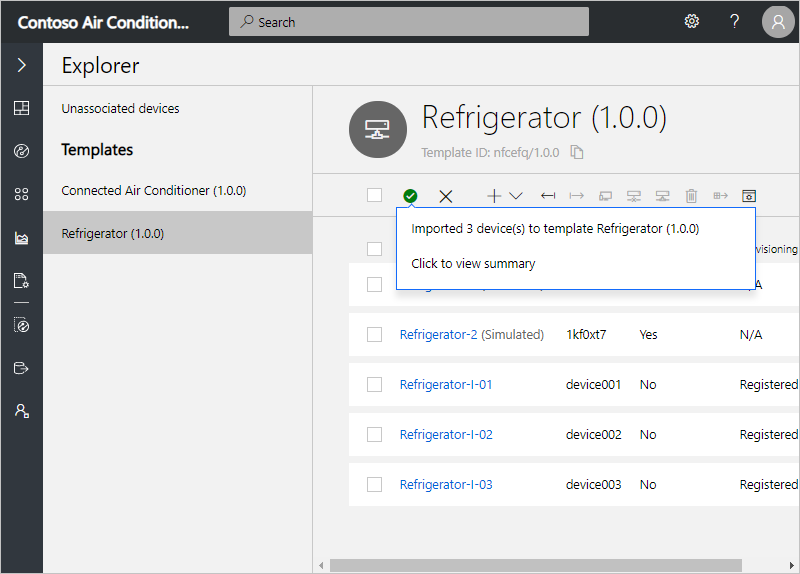 Contoso Air Condition...
Search
?
Explorer
Unassociated devices
Templates
Connected Air Conditioner (1.0.0)
Refrigerator (1.0.0)
Refrigerator (1.0.0)
Template ID: nfcefq/1.0.0
Imported 3 device(s) to template Refrigerator (1.0.0)
Click to view summary
Refrigerator-2 (Simulated) 1kf0xt7 Yes N/A
Refrigerator-I-01 device001 No Registered
Refrigerator-I-02 device002 No Registered
Refrigerator-I-03 device003 No Registered